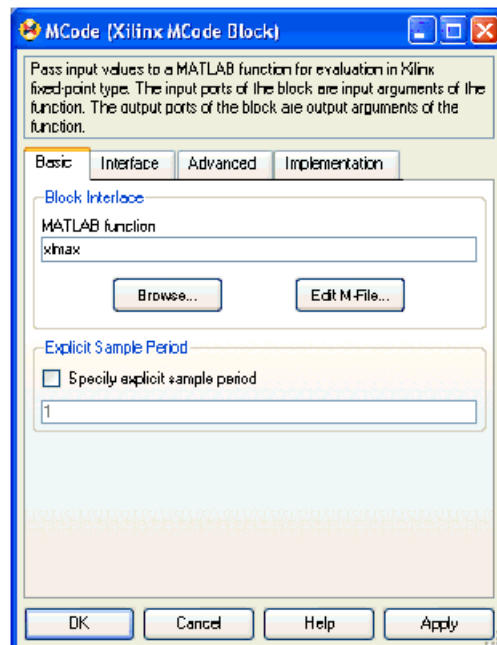 MCode (Xilinx MCode Block)
Pass input values to a MATLAB function for evaluation in Xilinx
fixed-point type. The input ports of the block are input arguments of the
function. The output ports of the block are output arguments of the
function.
Basic Interface Advanced Implementation
Block Interface
MATLAB function
xlmax
Browse... Edit M-File...
Explicit Sample Period
Specify explicit sample period
1
OK Cancel Help Apply